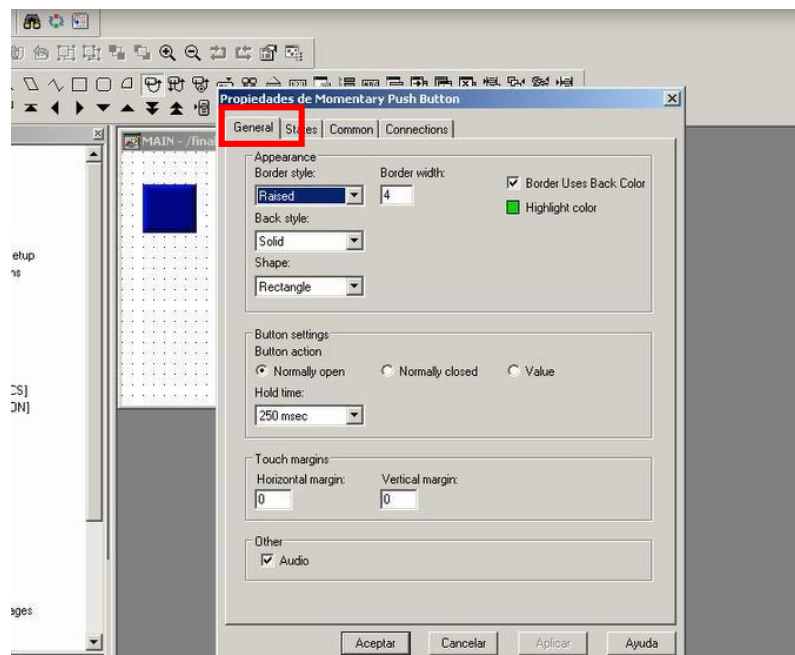 Propiedades de Momentary Push Button
General States Common Connections
MAIN - /final
Appearance
Border style: Border width:
Raised 4 Border Uses Back Color
Highlight color
Back style:
Solid
Shape:
Rectangle
etup
ns
Button settings
Button action
Normally open Normally closed Value
CS]
ON]
Hold time:
250 msec
Touch margins
Horizontal margin: Vertical margin:
0 0
Other
Audio
ages
Aceptar Cancelar Aplicar Ayuda